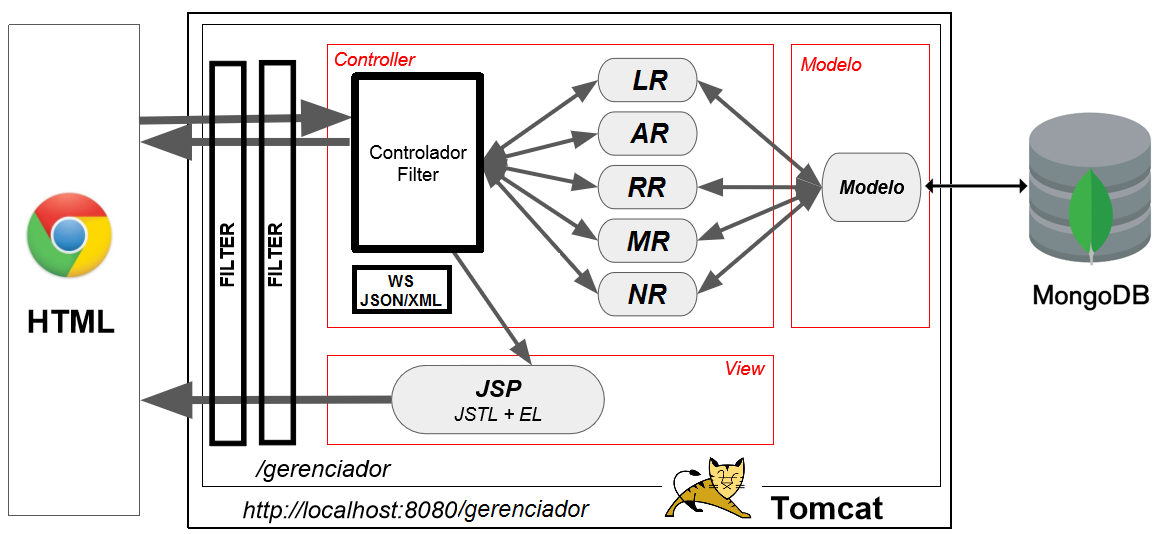 HTML
FILTER
FILTER
Controller
Controlador
Filter
WS
JSON/XML
LR
AR
RR
MR
NR
Modelo
Modelo
MongoDB
View
JSP
JSTL + EL
/gerenciador
http://localhost:8080/gerenciador
Tomcat